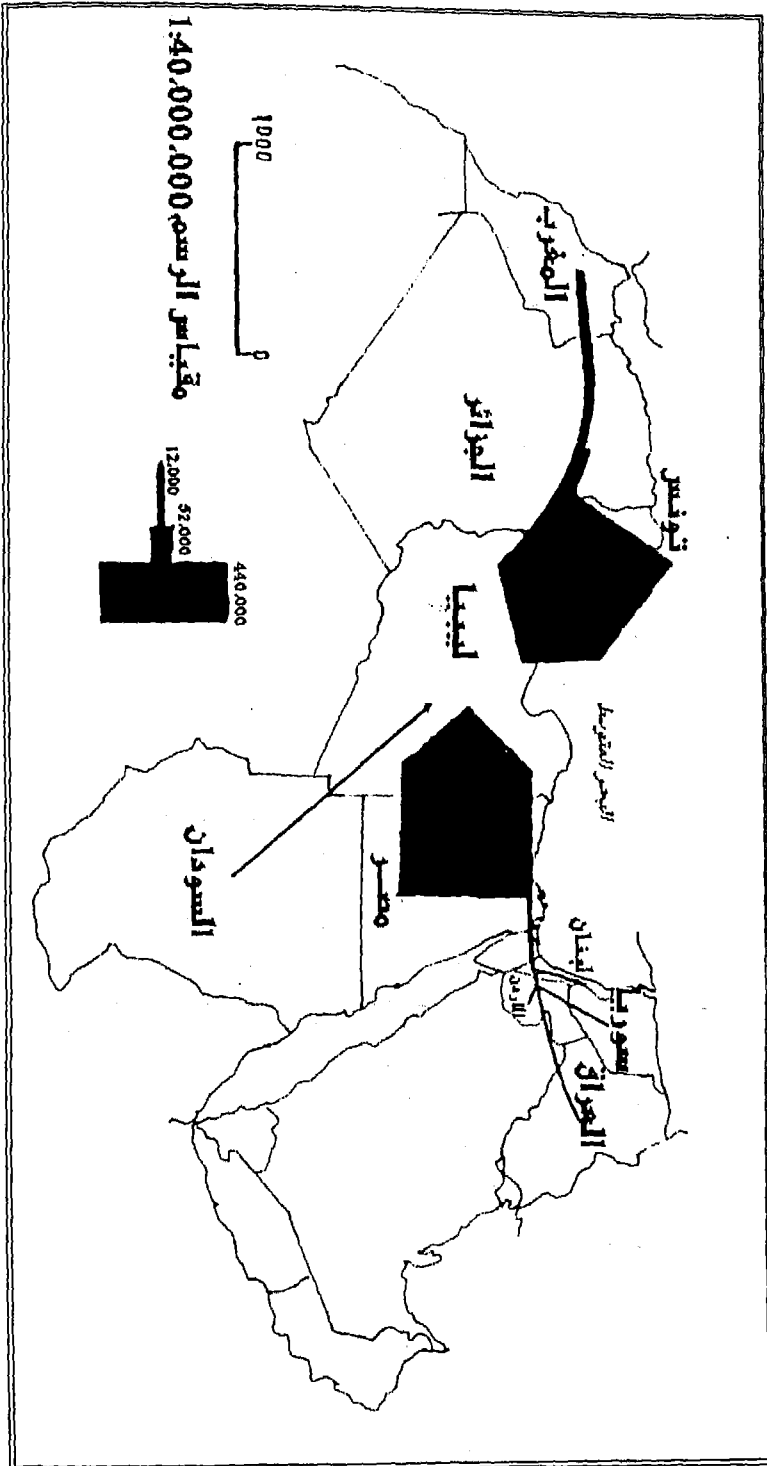 المغرب
الجزائر
تونس
ليبيا
البحر المتوسط
مصر
السودان
لبنان
سوريا
الأردن
العراق
1000
0
مقياس الرسم 1:40.000.000
12.000
52.000
440.000